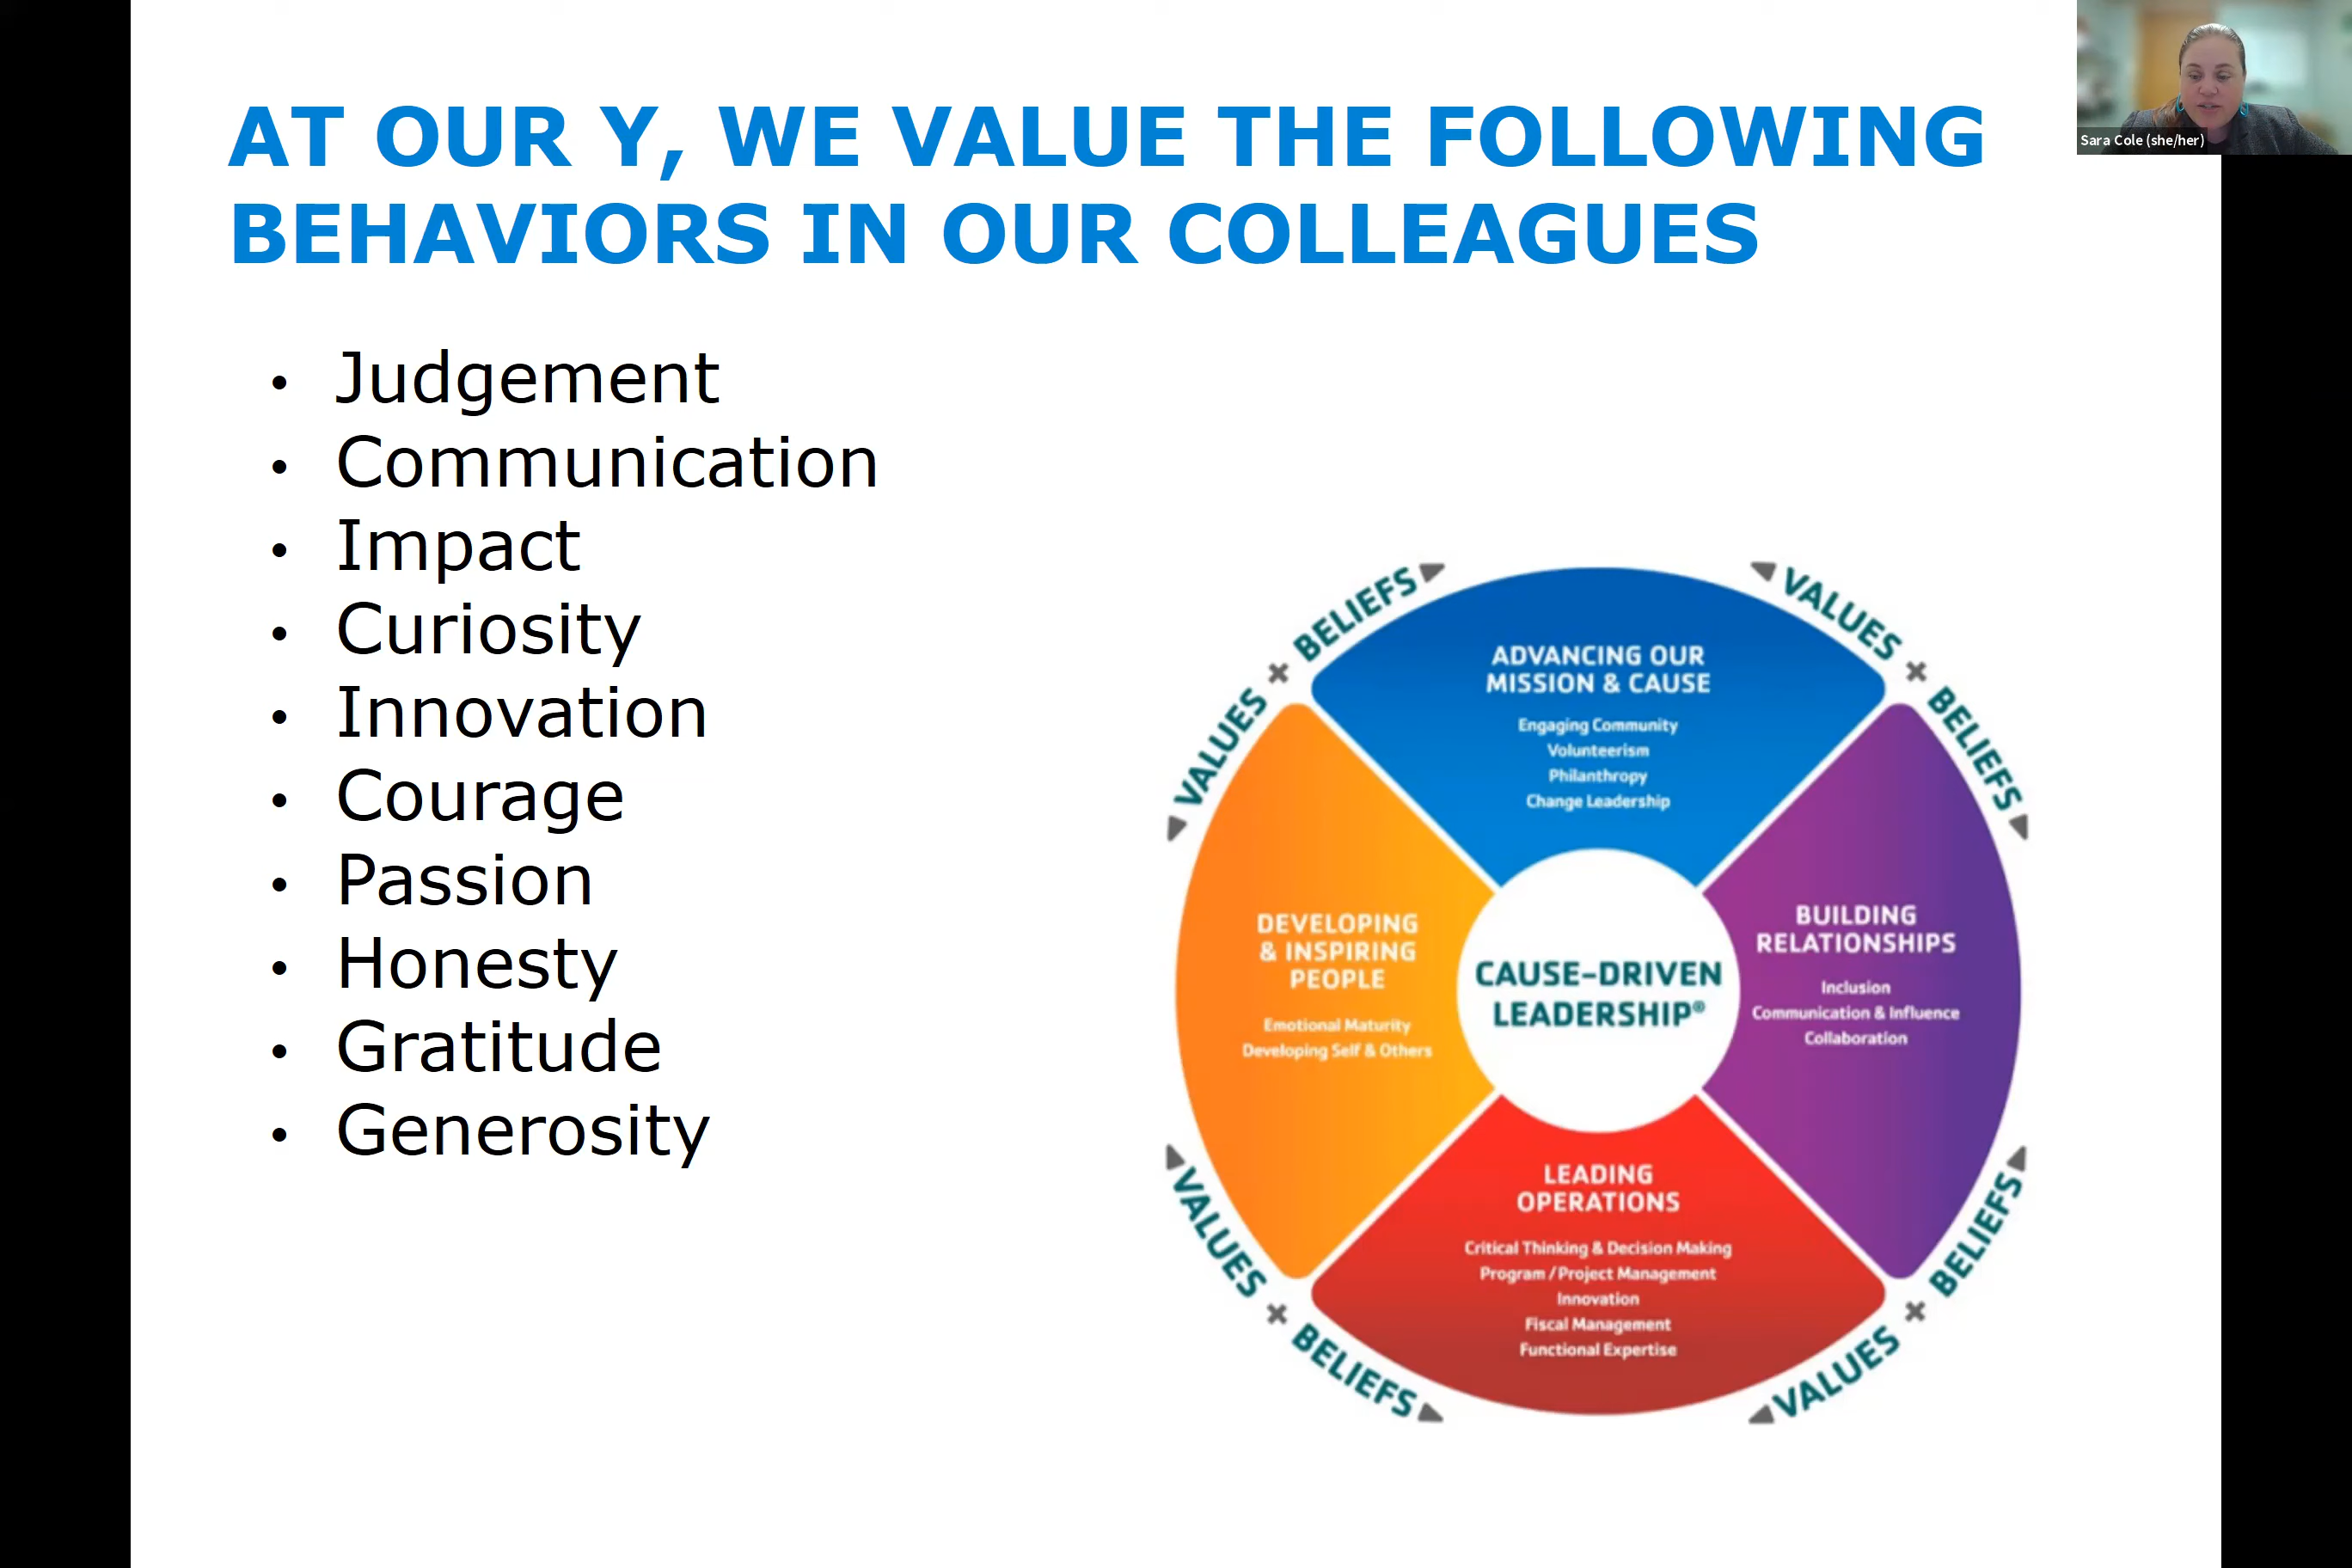 AT OUR Y, WE VALUE THE FOLLOWING
BEHAVIORS IN OUR COLLEAGUES
Sara Cole (she/her)
• Judgement
• Communication
• Impact
• Curiosity
• Innovation
• Courage
• Passion
• Honesty
• Gratitude
• Generosity
VALUES + BELIEFS
VALUES + BELIEFS
ADVANCING OUR
MISSION & CAUSE
Engaging Community
Volunteerism
Philanthropy
Change Leadership
DEVELOPING
& INSPIRING
PEOPLE
Emotional Maturity
Developing Self & Others
CAUSE-DRIVEN
LEADERSHIP®
BUILDING
RELATIONSHIPS
Inclusion
Communication & Influence
Collaboration
LEADING
OPERATIONS
Critical Thinking & Decision Making
Program / Project Management
Innovation
Fiscal Management
Functional Expertise
VALUES + BELIEFS
VALUES + BELIEFS